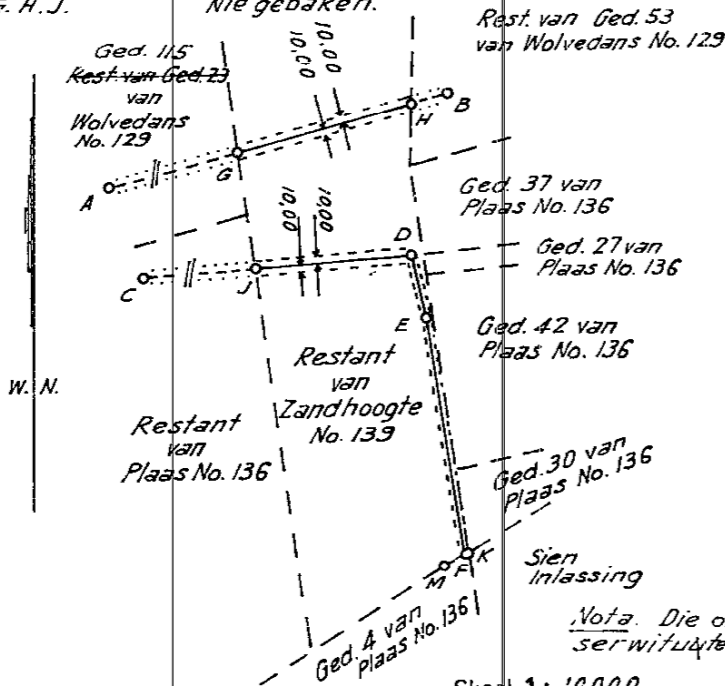 G. H. J.
Nie gebaken.
Rest. van Ged. 53
van Wolvedans No. 129
Ged. 115
Rest van Ged. 23
van
Wolvedans
No. 129
10,00
10,00
B
H
G
A
Ged. 37 van
Plaas No. 136
10,00
10,00
D
Ged. 27 van
Plaas No. 136
C
J
E
Ged. 42 van
Plaas No. 136
Restant
van
Zandhoogte
No. 139
W. N.
Restant
van
Plaas No. 136
Ged. 30 van
Plaas No. 136
M
F
K
Sien
Inlassing
Ged. 4 van
Plaas No. 136
Nota. Die